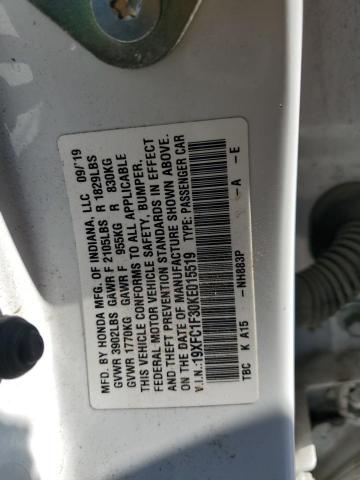 MFD. BY HONDA MFG. OF INDIANA, LLC 09/'19
GVWR 3902LBS GAWR F 2105LBS R 1829LBS
GVWR 1770KG GAWR F 955KG R 830KG
THIS VEHICLE CONFORMS TO ALL APPLICABLE
FEDERAL MOTOR VEHICLE SAFETY, BUMPER,
AND THEFT PREVENTION STANDARDS IN EFFECT
ON THE DATE OF MANUFACTURE SHOWN ABOVE.
V.I.N.:19XFC1F30KE015519 TYPE: PASSENGER CAR
NH883P -A -E
TBC K A15